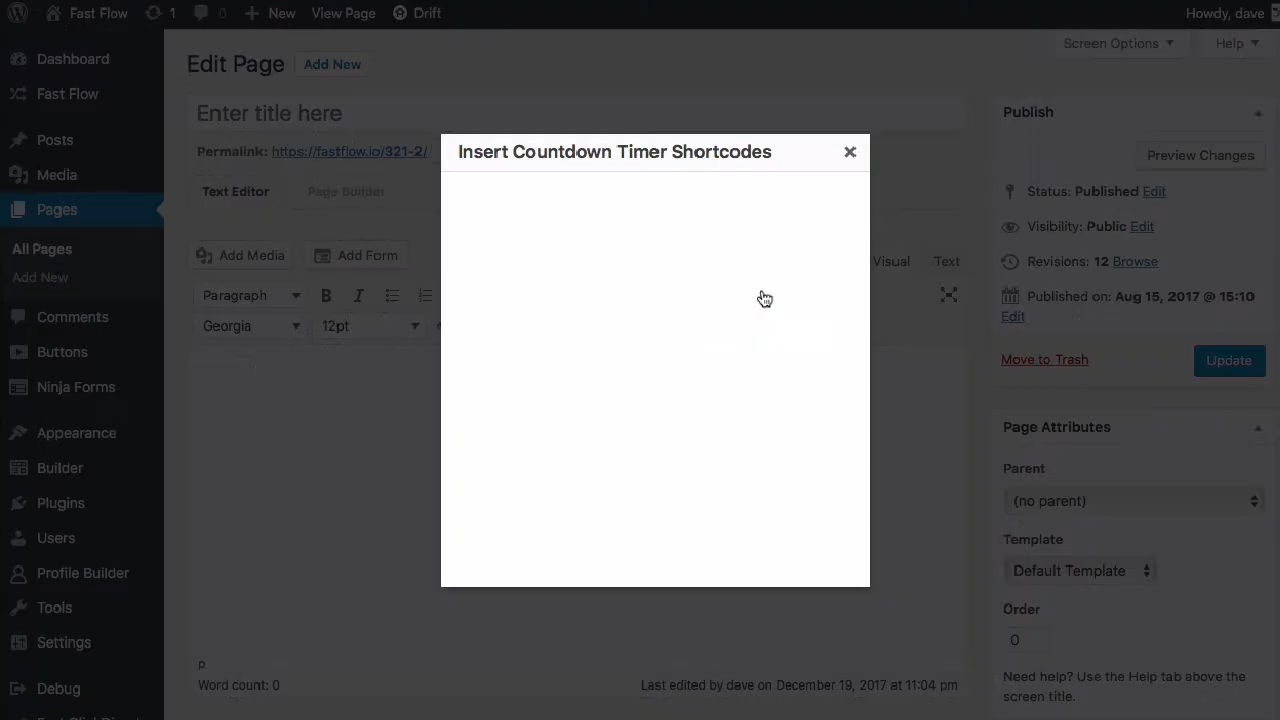 Fast Flow
1
0
New
View Page
Drift
Howdy, dave
Dashboard
Fast Flow
Posts
Media
Pages
All Pages
Add New
Comments
Buttons
Ninja Forms
Appearance
Builder
Plugins
Users
Profile Builder
Tools
Settings
Debug
Screen Options
Help
Edit Page
Add New
Enter title here
Permalink: https://fastflow.io/321-2/
Text Editor
Page Builder
Add Media
Add Form
Visual
Text
Paragraph
B
I
Georgia
12pt
p
Word count: 0
Last edited by dave on December 19, 2017 at 11:04 pm
Insert Countdown Timer Shortcodes
Publish
Preview Changes
Status: Published Edit
Visibility: Public Edit
Revisions: 12 Browse
Published on: Aug 15, 2017 @ 15:10
Edit
Move to Trash
Update
Page Attributes
Parent
(no parent)
Template
Default Template
Order
0
Need help? Use the Help tab above the
screen title.